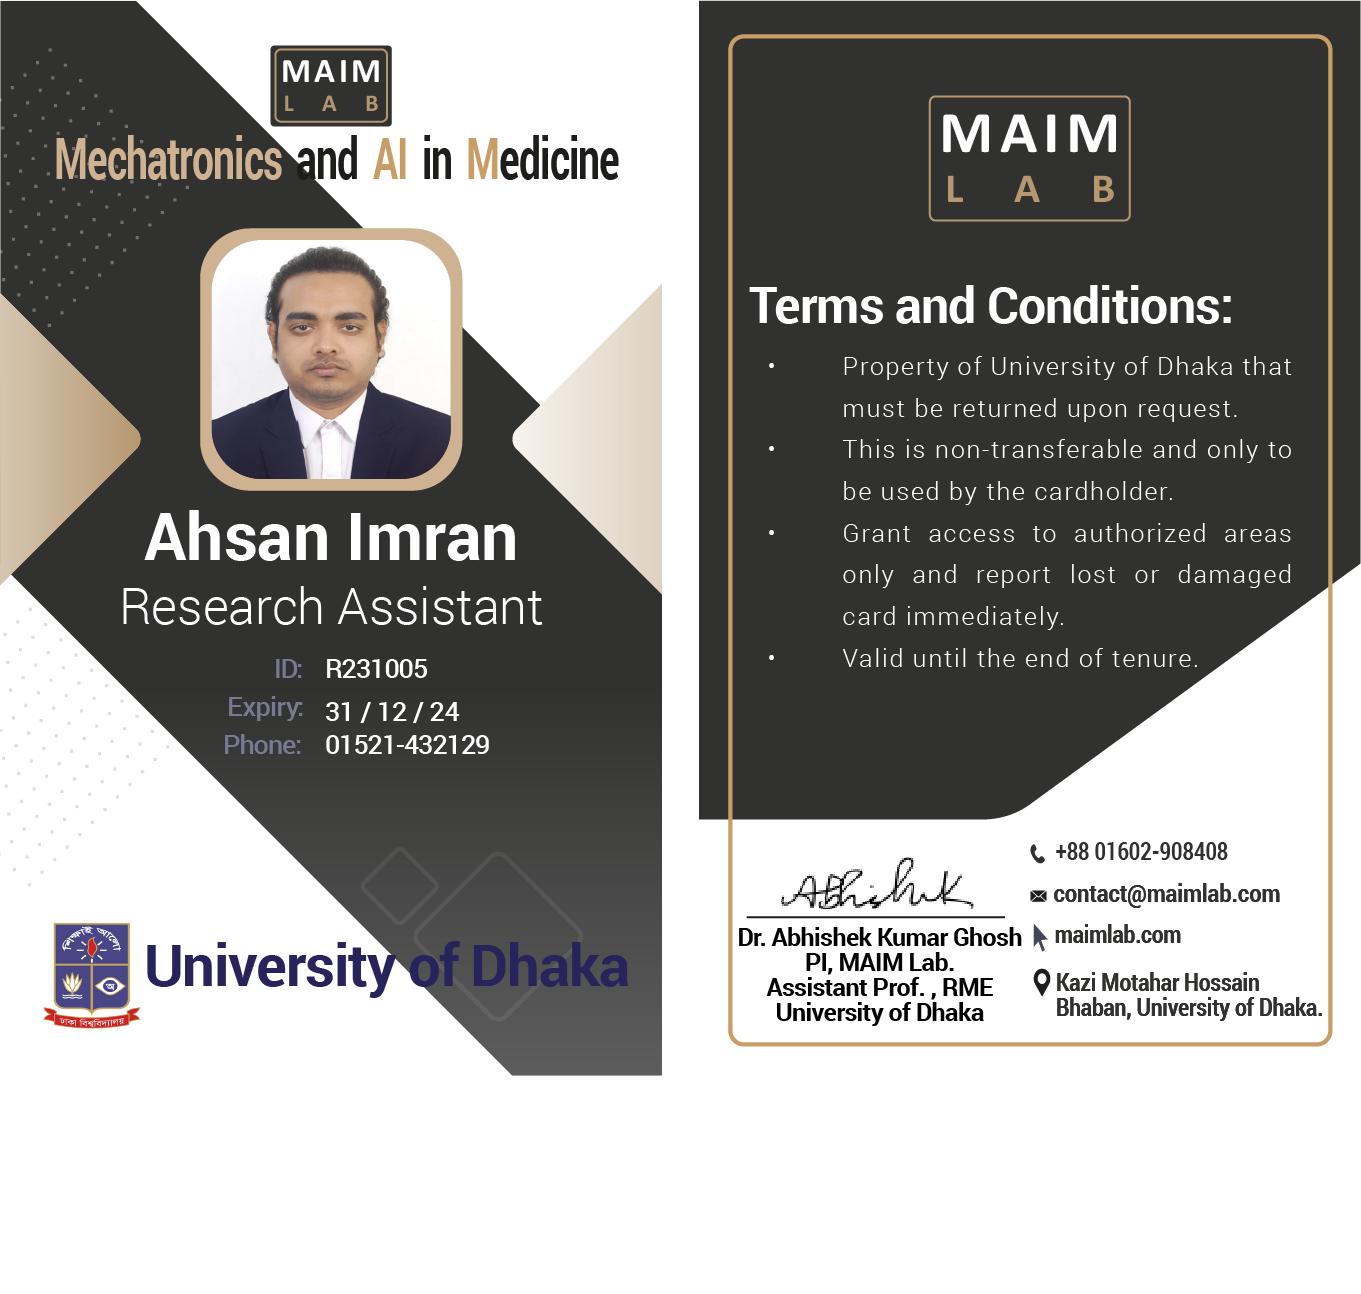 MAIM
L A B
Mechatronics and AI in Medicine
Ahsan Imran
Research Assistant
ID: R231005
Expiry: 31 / 12 / 24
Phone: 01521-432129
শিক্ষাই আলো
অ
ঢাকা বিশ্ববিদ্যালয়
University of Dhaka
MAIM
L A B
Terms and Conditions:
• Property of University of Dhaka that
must be returned upon request.
• This is non-transferable and only to
be used by the cardholder.
• Grant access to authorized areas
only and report lost or damaged
card immediately.
• Valid until the end of tenure.
Abhishek
Dr. Abhishek Kumar Ghosh
PI, MAIM Lab.
Assistant Prof. , RME
University of Dhaka
+88 01602-908408
contact@maimlab.com
maimlab.com
Kazi Motahar Hossain
Bhaban, University of Dhaka.